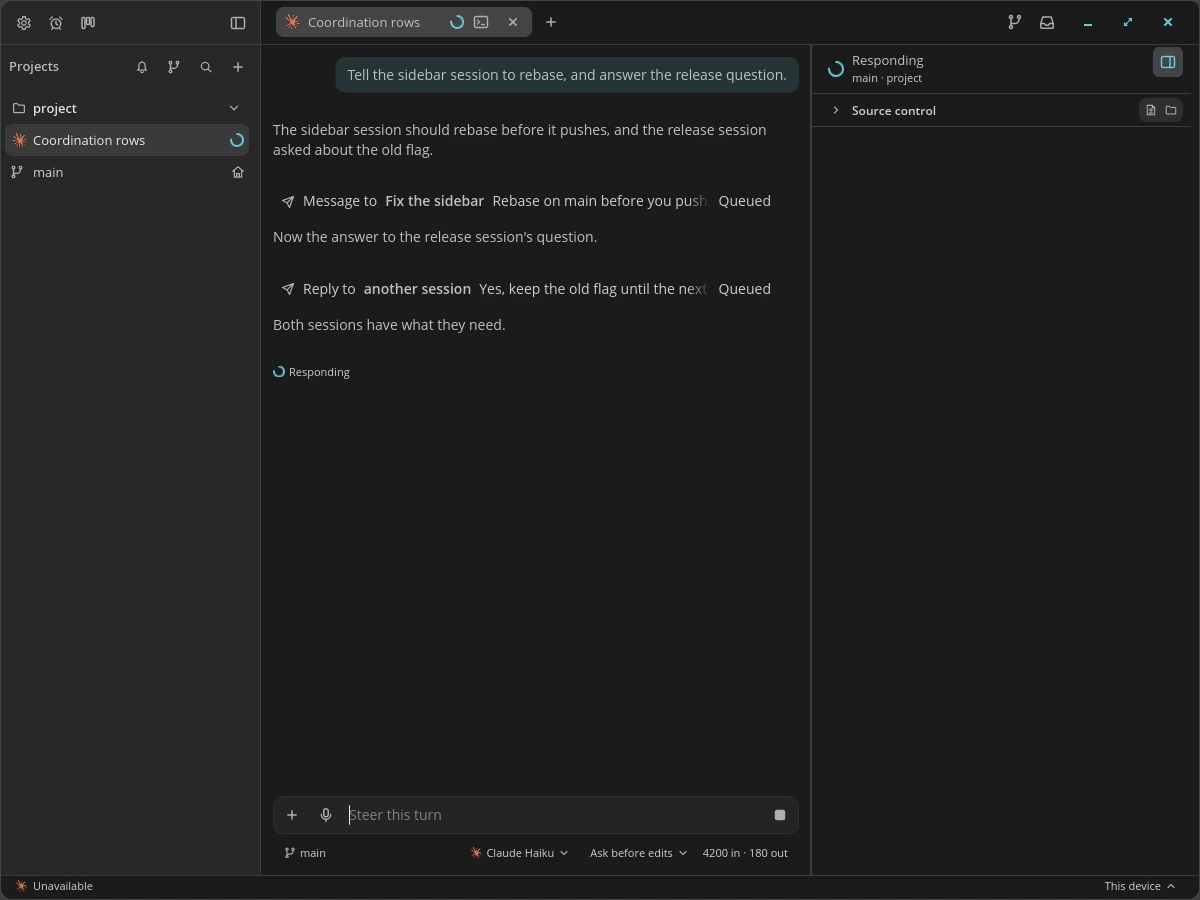 Coordination rows
Projects
project
Coordination rows
main
Tell the sidebar session to rebase, and answer the release question.
The sidebar session should rebase before it pushes, and the release session
asked about the old flag.
Message to Fix the sidebar Rebase on main before you push Queued
Now the answer to the release session's question.
Reply to another session Yes, keep the old flag until the next Queued
Both sessions have what they need.
Responding
Steer this turn
main Claude Haiku Ask before edits 4200 in · 180 out
Responding
main · project
Source control
Unavailable
This device